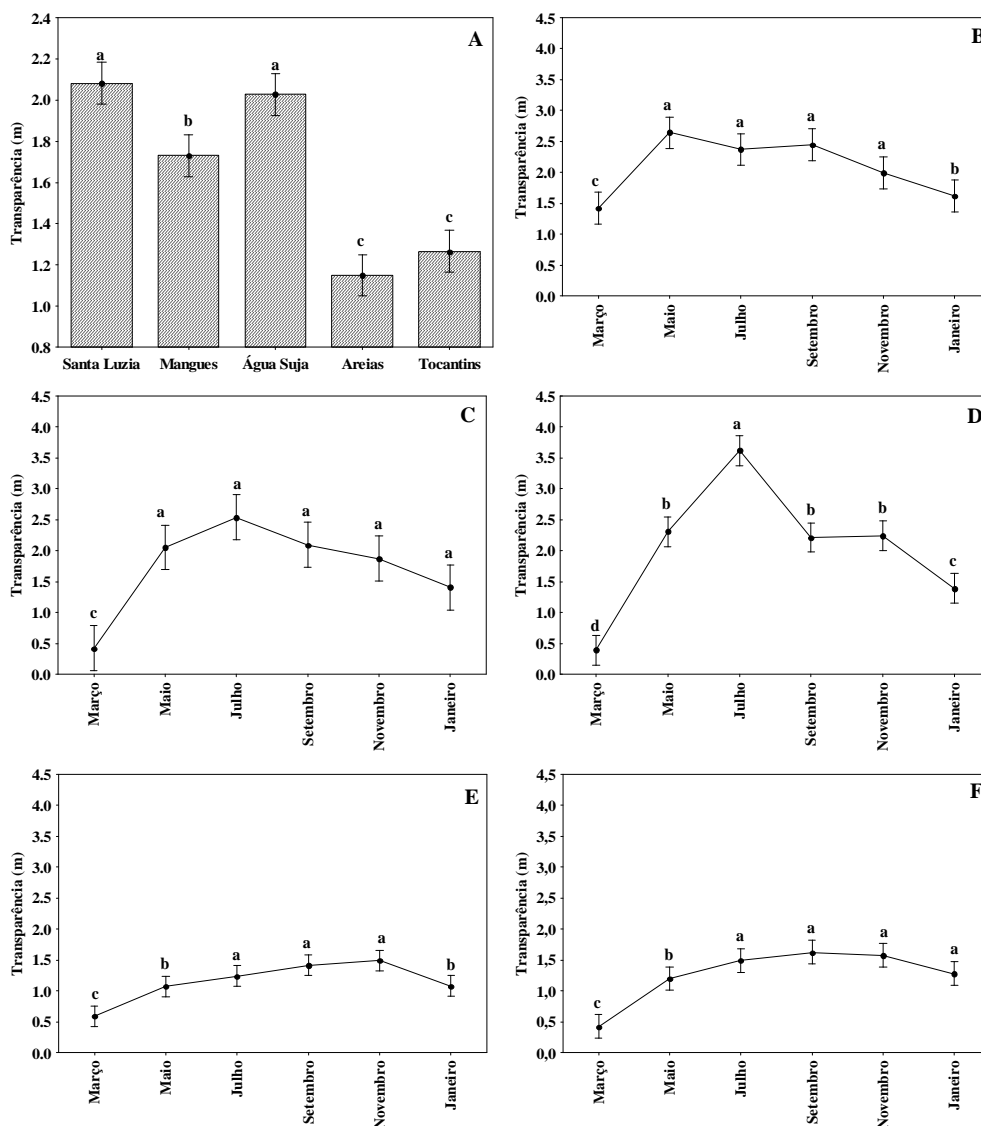 A
Transparência (m)
2.4
2.2
2.0
1.8
1.6
1.4
1.2
1.0
0.8
a
b
a
c
c
Santa Luzia Mangues Água Suja Areias Tocantins
B
Transparência (m)
4.5
4.0
3.5
3.0
2.5
2.0
1.5
1.0
0.5
0.0
c
a
a
a
a
b
Março
Maio
Julho
Setembro
Novembro
Janeiro
C
Transparência (m)
4.5
4.0
3.5
3.0
2.5
2.0
1.5
1.0
0.5
0.0
c
a
a
a
a
a
Março
Maio
Julho
Setembro
Novembro
Janeiro
D
Transparência (m)
4.5
4.0
3.5
3.0
2.5
2.0
1.5
1.0
0.5
0.0
d
b
a
b
b
c
Março
Maio
Julho
Setembro
Novembro
Janeiro
E
Transparência (m)
4.5
4,0
3,5
3,0
2,5
2,0
1.5
1.0
0.5
0.0
c
b
a
a
a
b
Março
Maio
Julho
Setembro
Novembro
Janeiro
F
Transparência (m)
4.5
4,0
3,5
3,0
2,5
2,0
1,5
1,0
0,5
0,0
c
b
a
a
a
a
Março
Maio
Julho
Setembro
Novembro
Janeiro